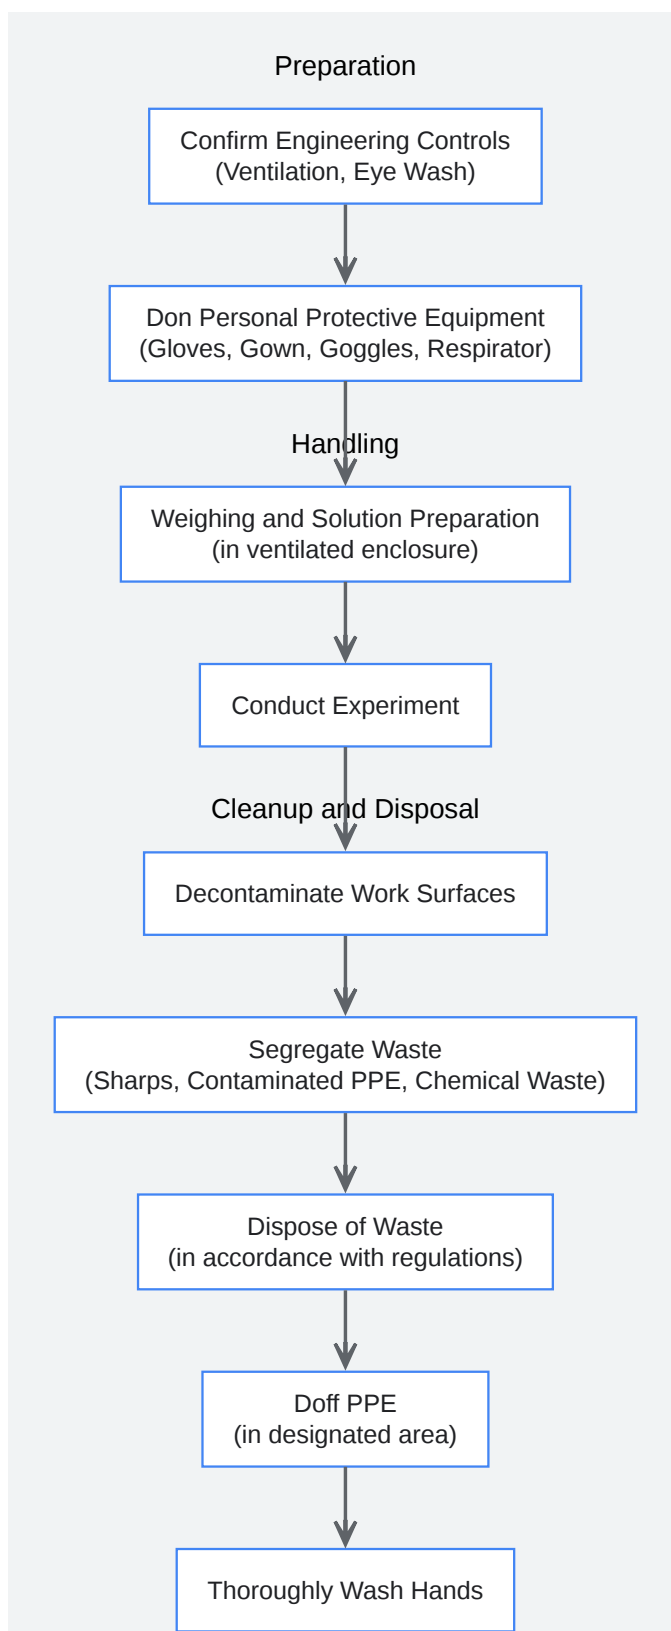 Preparation
Confirm Engineering Controls
(Ventilation, Eye Wash)
Don Personal Protective Equipment
(Gloves, Gown, Goggles, Respirator)
Handling
Weighing and Solution Preparation
(in ventilated enclosure)
Conduct Experiment
Cleanup and Disposal
Decontaminate Work Surfaces
Segregate Waste
(Sharps, Contaminated PPE, Chemical Waste)
Dispose of Waste
(in accordance with regulations)
Doff PPE
(in designated area)
Thoroughly Wash Hands